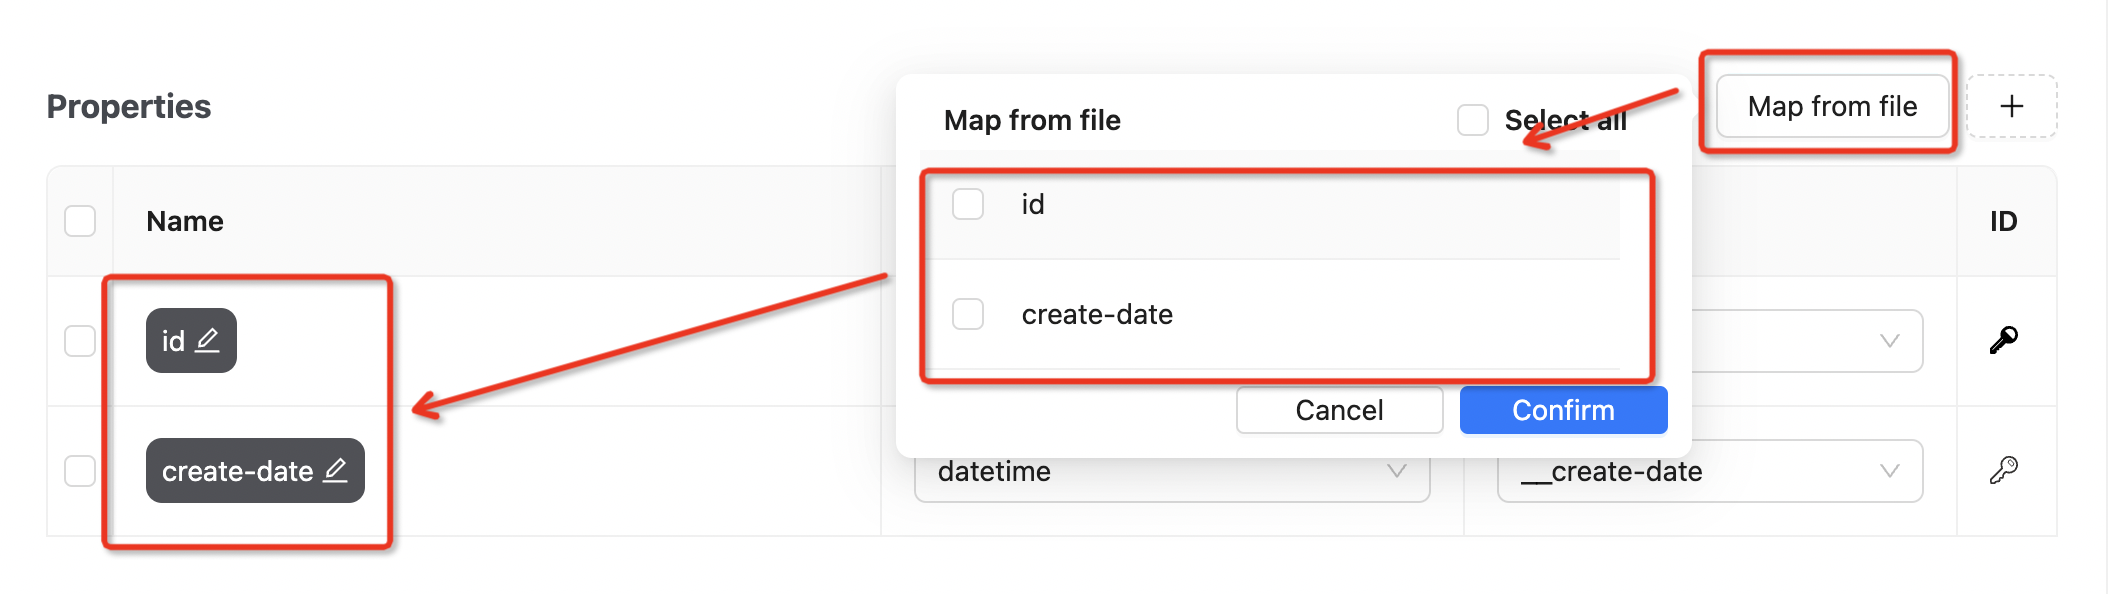 Properties
Map from file
+
Map from file
Select all
id
create-date
Cancel
Confirm
Name
ID
id
create-date
datetime
__create-date